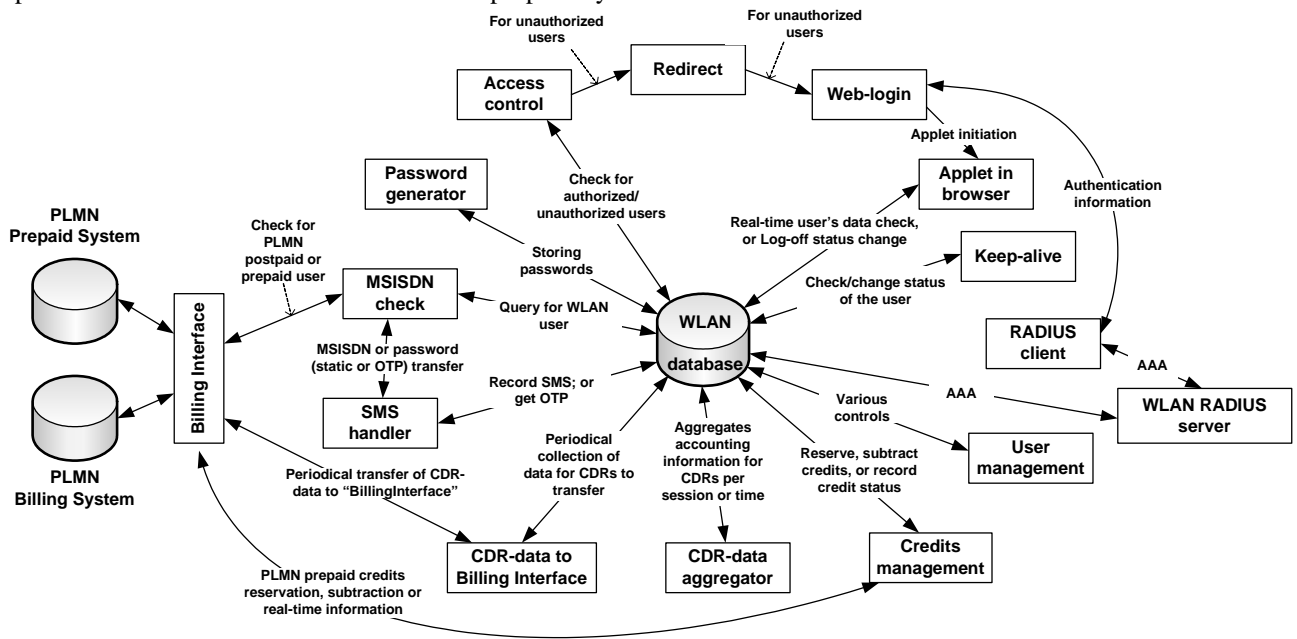 For unauthorized
users
For unauthorized
users
Access
control
Redirect
Web-login
Applet initiation
Password
generator
Check for
authorized/
unauthorized users
Applet in
browser
Authentication
information
PLMN
Prepaid System
Check for
PLMN
postpaid or
prepaid user
Real-time user's data check,
or Log-off status change
Storing
passwords
Keep-alive
MSISDN
check
Check/change status
of the user
Query for WLAN
user
WLAN
database
RADIUS
client
Billing Interface
MSISDN or password
(static or OTP) transfer
Record SMS; or
get OTP
AAA
AAA
WLAN RADIUS
server
Various
controls
SMS
handler
User
management
PLMN
Billing System
Periodical transfer of CDR-
data to “BillingInterface”
Periodical
collection of
data for CDRs to
transfer
Aggregates
accounting
information for
CDRs per
session or time
Reserve, subtract
credits, or record
credit status
CDR-data to
Billing Interface
CDR-data
aggregator
Credits
management
PLMN prepaid credits
reservation, subtraction or
real-time information